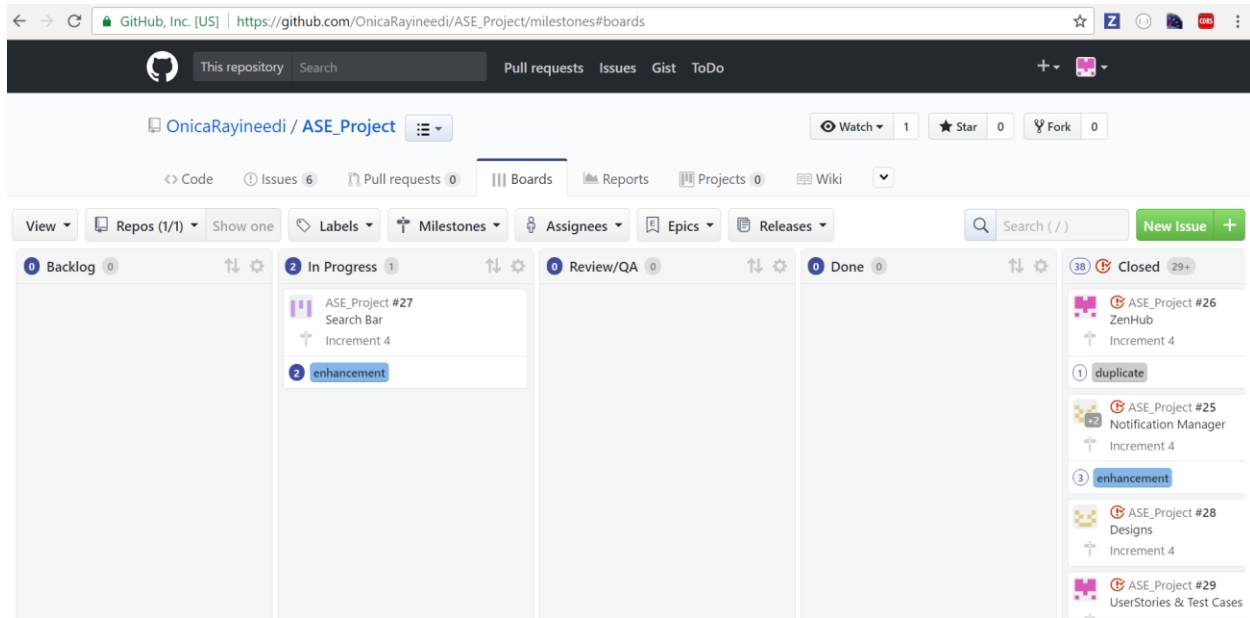 GitHub, Inc. [US] https://github.com/OnicaRayineedi/ASE_Project/milestones#boards
Z CORS
This repository Search Pull requests Issues Gist ToDo
OnicaRayineedi / ASE_Project Watch 1 Star 0 Fork 0
Code Issues 6 Pull requests 0 Boards Reports Projects 0 Wiki
View Repos (1/1) Show one Labels Milestones Assignees E Epics Releases Search ( / ) New Issue +
0 Backlog 0
2 In Progress 1
0 Review/QA 0
0 Done 0
38 Closed 29+
ASE_Project #27
Search Bar
Increment 4
2 enhancement
ASE_Project #26
ZenHub
Increment 4
1 duplicate
ASE_Project #25
+2 Notification Manager
Increment 4
3 enhancement
ASE_Project #28
Designs
Increment 4
ASE_Project #29
UserStories & Test Cases